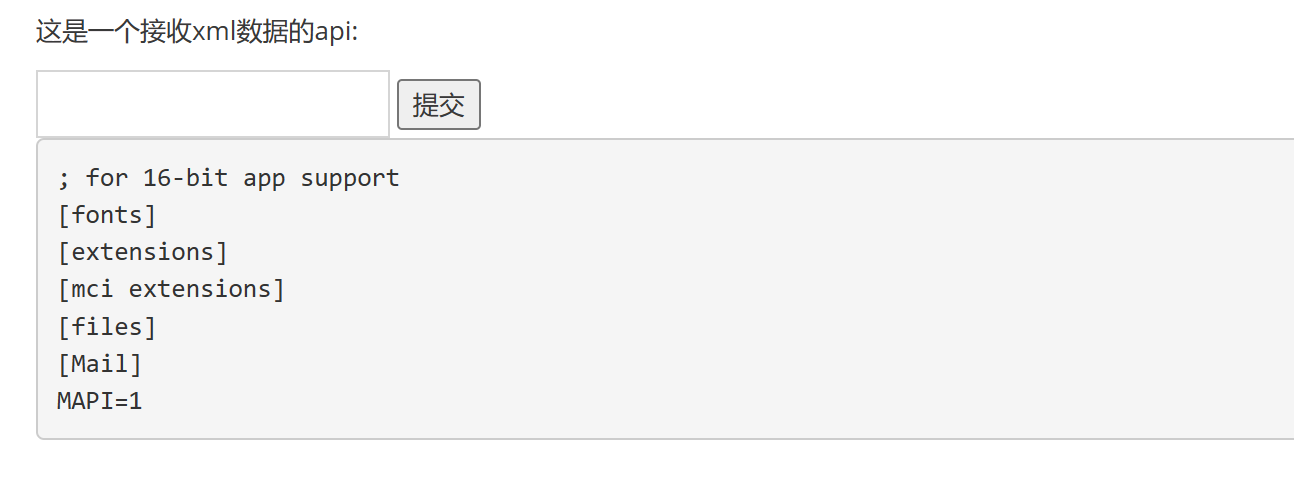 这是一个接收xml数据的api:
提交
; for 16-bit app support
[fonts]
[extensions]
[mci extensions]
[files]
[Mail]
MAPI=1